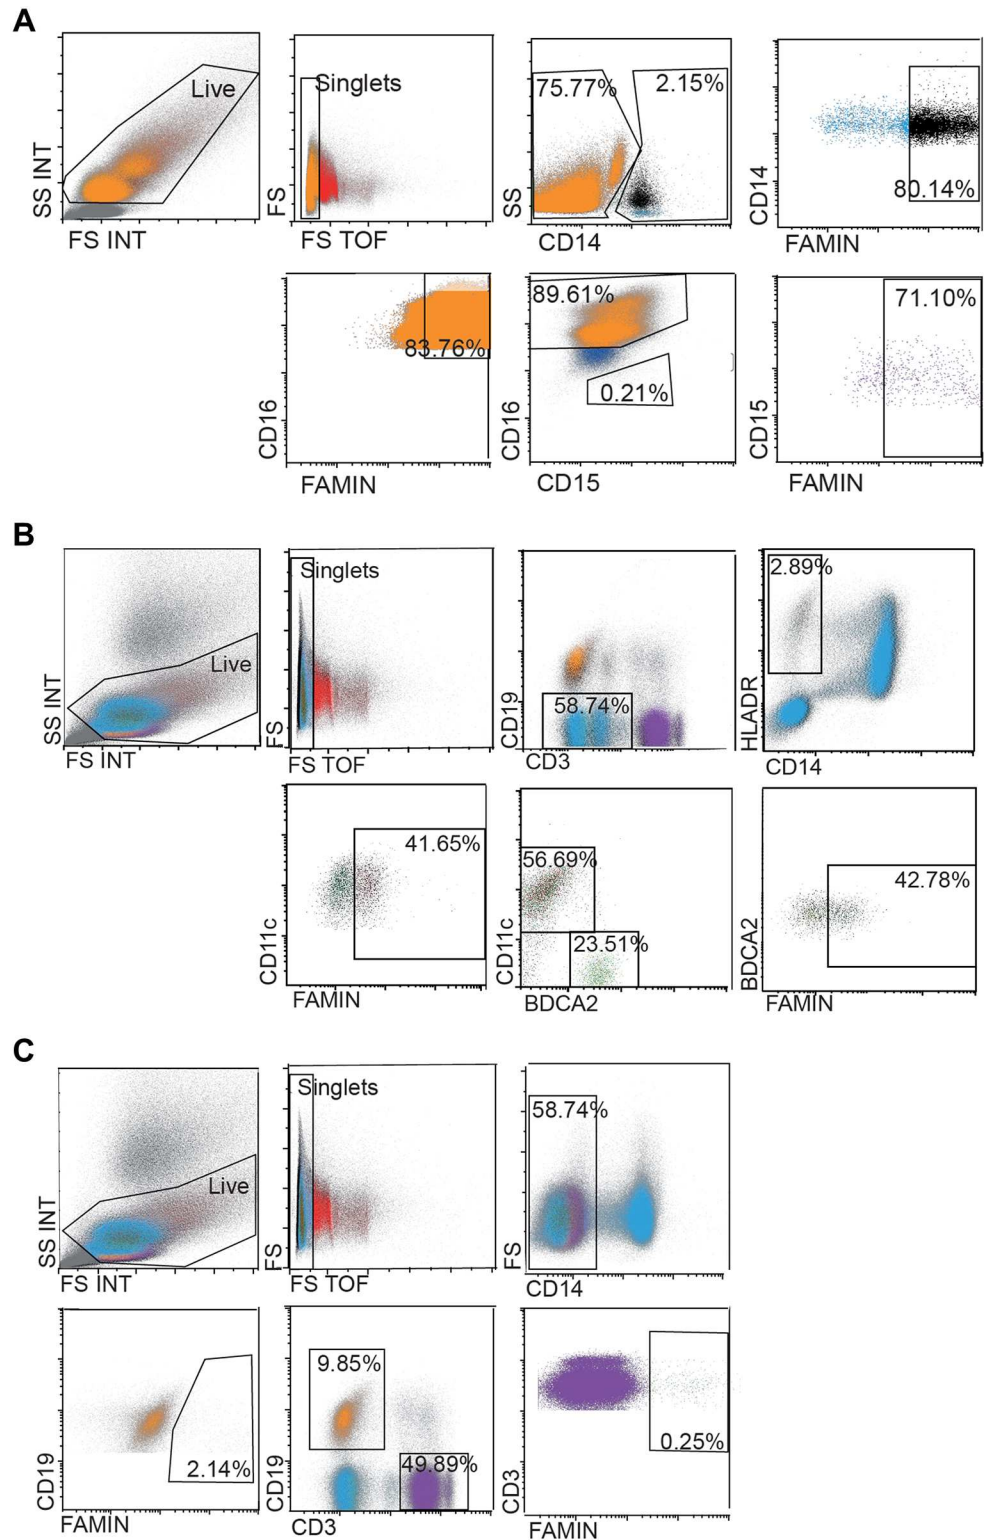 A
Live
SS INT
FS INT
Singlets
FS
FS TOF
75.77%
2.15%
SS
CD14
80.14%
CD14
FAMIN
83.76%
CD16
FAMIN
89.61%
0.21%
CD16
CD15
71.10%
CD15
FAMIN
B
Live
SS INT
FS INT
Singlets
FS
FS TOF
58.74%
CD19
CD3
2.89%
HLADR
CD14
41.65%
CD11c
FAMIN
56.69%
23.51%
CD11c
BDCA2
42.78%
BDCA2
FAMIN
C
Live
SS INT
FS INT
Singlets
FS
FS TOF
58.74%
FS
CD14
2.14%
CD19
FAMIN
9.85%
49.89%
CD19
CD3
0.25%
CD3
FAMIN